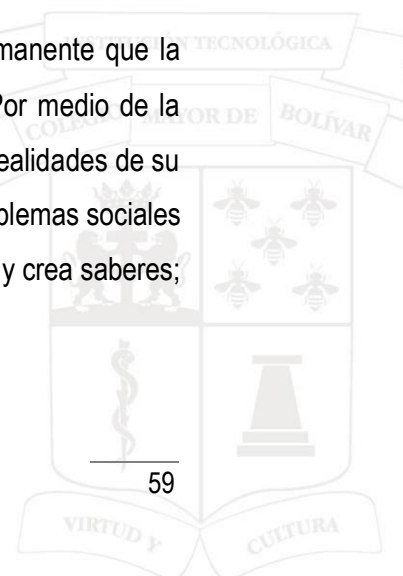 INSTITUCIÓN TECNOLÓGICA
COLEGIO MAYOR DE BOLÍVAR
manente que la
Por medio de la
ealidades de su
blemas sociales
y crea saberes;
59
VIRTUD Y CULTURA